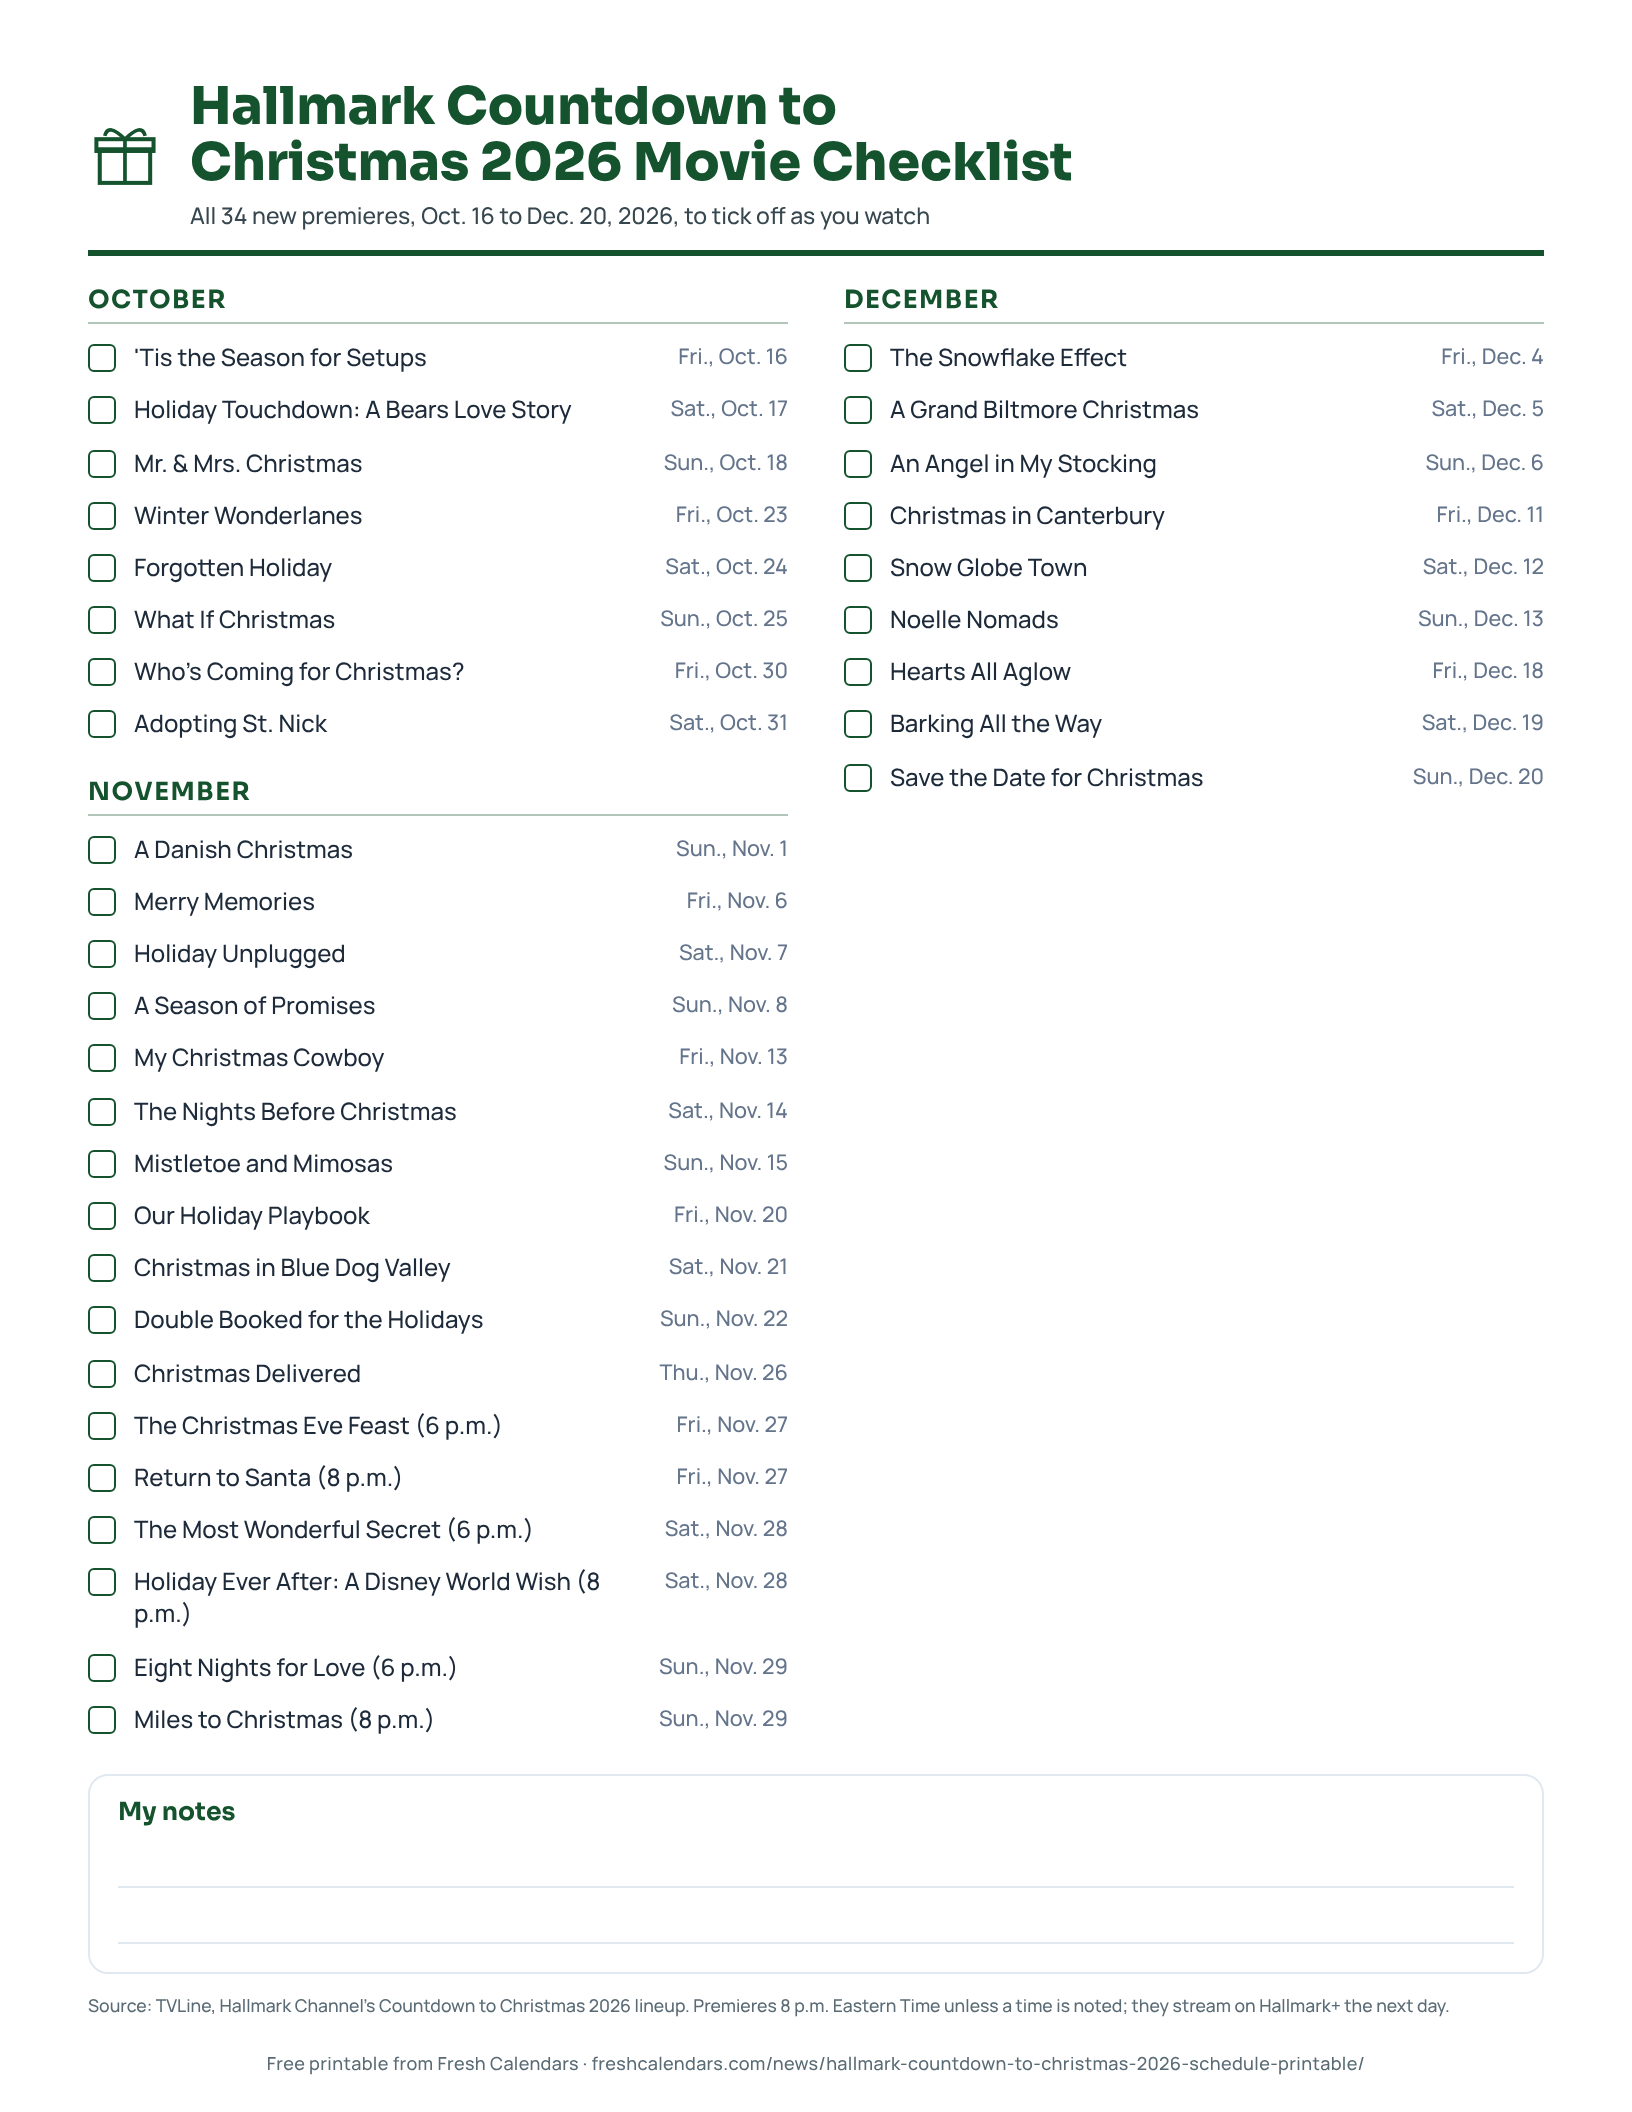 Hallmark Countdown to
Christmas 2026 Movie Checklist
All 34 new premieres, Oct. 16 to Dec. 20, 2026, to tick off as you watch
OCTOBER
'Tis the Season for Setups Fri., Oct. 16
Holiday Touchdown: A Bears Love Story Sat., Oct. 17
Mr. & Mrs. Christmas Sun., Oct. 18
Winter Wonderlanes Fri., Oct. 23
Forgotten Holiday Sat., Oct. 24
What If Christmas Sun., Oct. 25
Who’s Coming for Christmas? Fri., Oct. 30
Adopting St. Nick Sat., Oct. 31
NOVEMBER
A Danish Christmas Sun., Nov. 1
Merry Memories Fri., Nov. 6
Holiday Unplugged Sat., Nov. 7
A Season of Promises Sun., Nov. 8
My Christmas Cowboy Fri., Nov. 13
The Nights Before Christmas Sat., Nov. 14
Mistletoe and Mimosas Sun., Nov. 15
Our Holiday Playbook Fri., Nov. 20
Christmas in Blue Dog Valley Sat., Nov. 21
Double Booked for the Holidays Sun., Nov. 22
Christmas Delivered Thu., Nov. 26
The Christmas Eve Feast (6 p.m.) Fri., Nov. 27
Return to Santa (8 p.m.) Fri., Nov. 27
The Most Wonderful Secret (6 p.m.) Sat., Nov. 28
Holiday Ever After: A Disney World Wish (8 Sat., Nov. 28
p.m.)
Eight Nights for Love (6 p.m.) Sun., Nov. 29
Miles to Christmas (8 p.m.) Sun., Nov. 29
DECEMBER
The Snowflake Effect Fri., Dec. 4
A Grand Biltmore Christmas Sat., Dec. 5
An Angel in My Stocking Sun., Dec. 6
Christmas in Canterbury Fri., Dec. 11
Snow Globe Town Sat., Dec. 12
Noelle Nomads Sun., Dec. 13
Hearts All Aglow Fri., Dec. 18
Barking All the Way Sat., Dec. 19
Save the Date for Christmas Sun., Dec. 20
My notes
Source: TVLine, Hallmark Channel’s Countdown to Christmas 2026 lineup. Premieres 8 p.m. Eastern Time unless a time is noted; they stream on Hallmark+ the next day.
Free printable from Fresh Calendars · freshcalendars.com/news/hallmark-countdown-to-christmas-2026-schedule-printable/